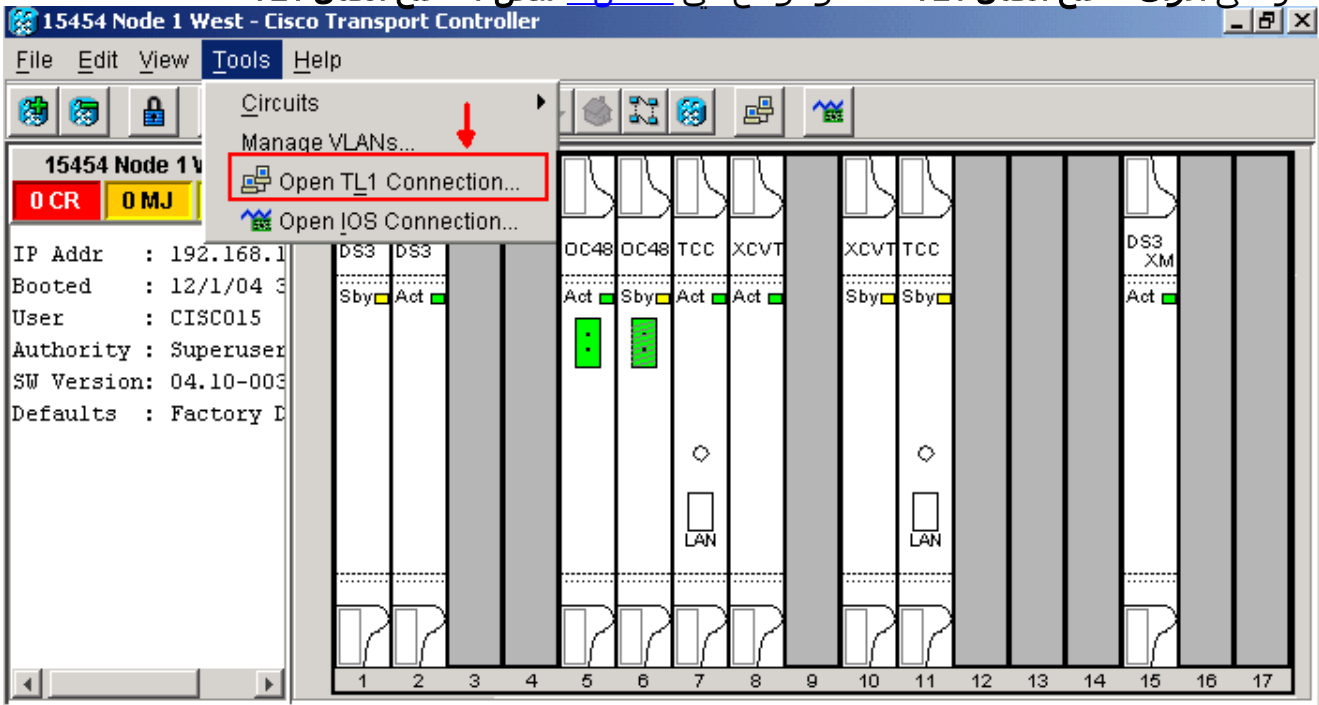 15454 Node 1 West - Cisco Transport Controller
File Edit View Tools Help
Circuits
Manage VLANs...
Open TL1 Connection...
Open IOS Connection...
15454 Node 1
0 CR 0 MJ
IP Addr : 192.168.1
Booted : 12/1/04 3
User : CISCO15
Authority : Superuser
SW Version: 04.10-003
Defaults : Factory D
DS3 DS3 OC48 OC48 TCC XCVT XCVT TCC DS3 XM
Sby Act Act Sby Act Act Sby Sby Act
LAN LAN
1 2 3 4 5 6 7 8 9 10 11 12 13 14 15 16 17